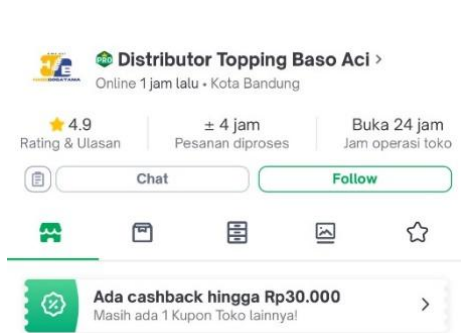 PRO Distributor Topping Baso Aci
Online 1 jam lalu • Kota Bandung
4.9
Rating & Ulasan
± 4 jam
Pesanan diproses
Buka 24 jam
Jam operasi toko
Chat
Follow
Ada cashback hingga Rp30.000
Masih ada 1 Kupon Toko lainnya!